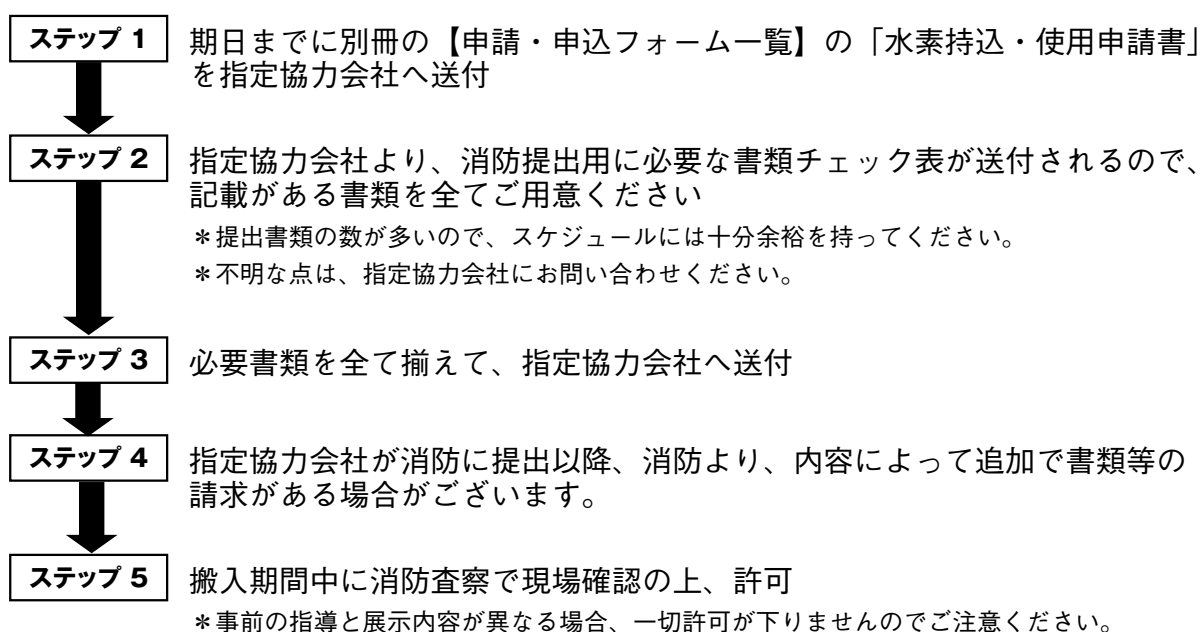 ステップ 1
期日までに別冊の【申請・申込フォーム一覧】の「水素持込・使用申請書」
を指定協力会社へ送付
ステップ 2
指定協力会社より、消防提出用に必要な書類チェック表が送付されるので、
記載がある書類を全てご用意ください
＊提出書類の数が多いので、スケジュールには十分余裕を持ってください。
＊不明な点は、指定協力会社にお問い合わせください。
ステップ 3
必要書類を全て揃えて、指定協力会社へ送付
ステップ 4
指定協力会社が消防に提出以降、消防より、内容によって追加で書類等の
請求がある場合がございます。
ステップ 5
搬入期間中に消防査察で現場確認の上、許可
＊事前の指導と展示内容が異なる場合、一切許可が下りませんのでご注意ください。